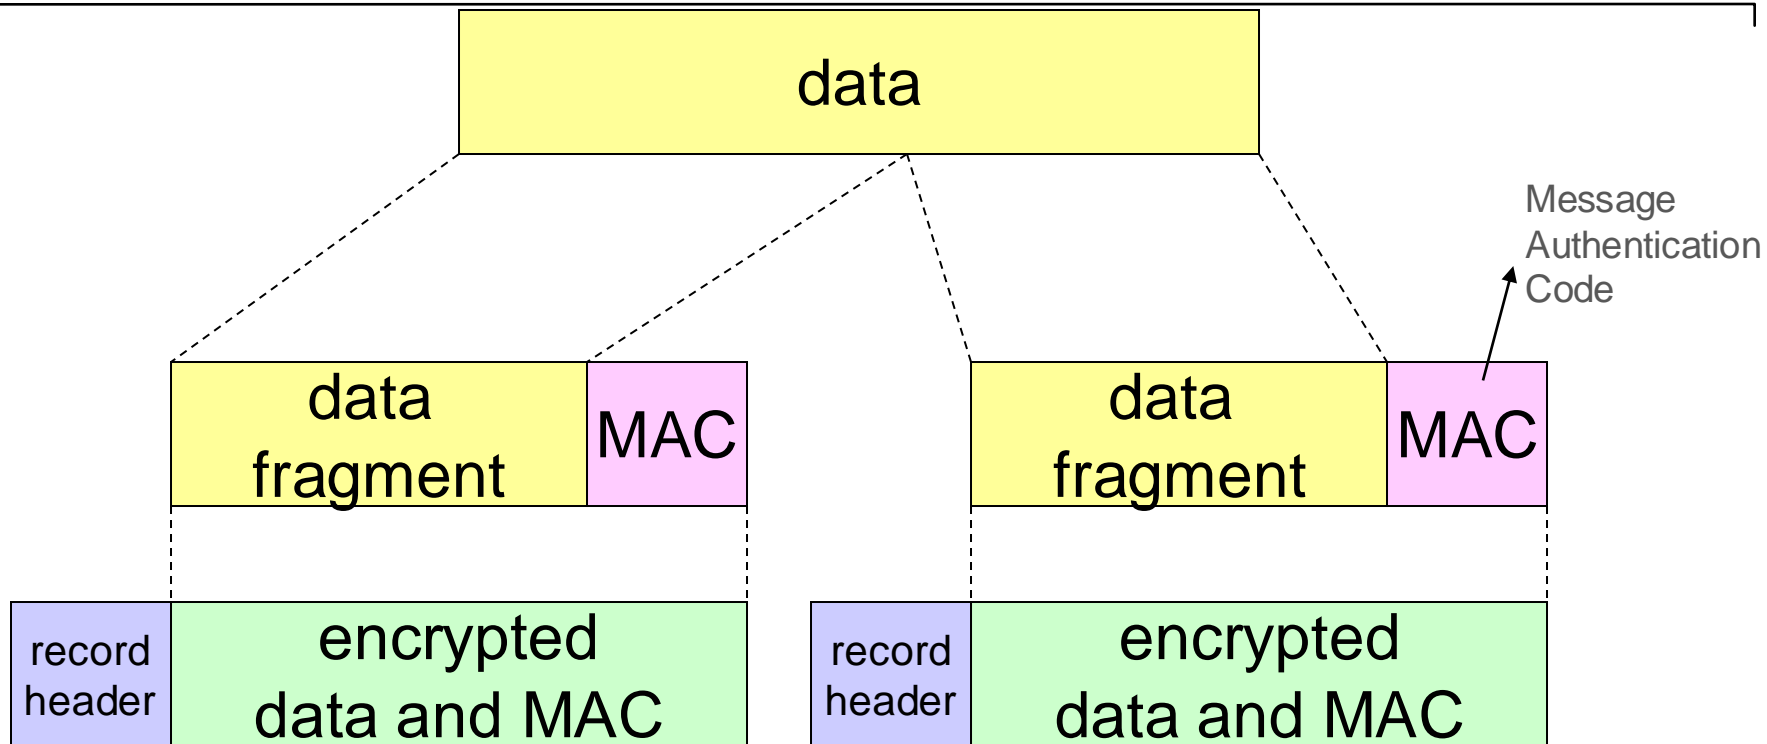 data
Message
Authentication
Code
data
fragment
MAC
data
fragment
MAC
record
header
encrypted
data and MAC
record
header
encrypted
data and MAC